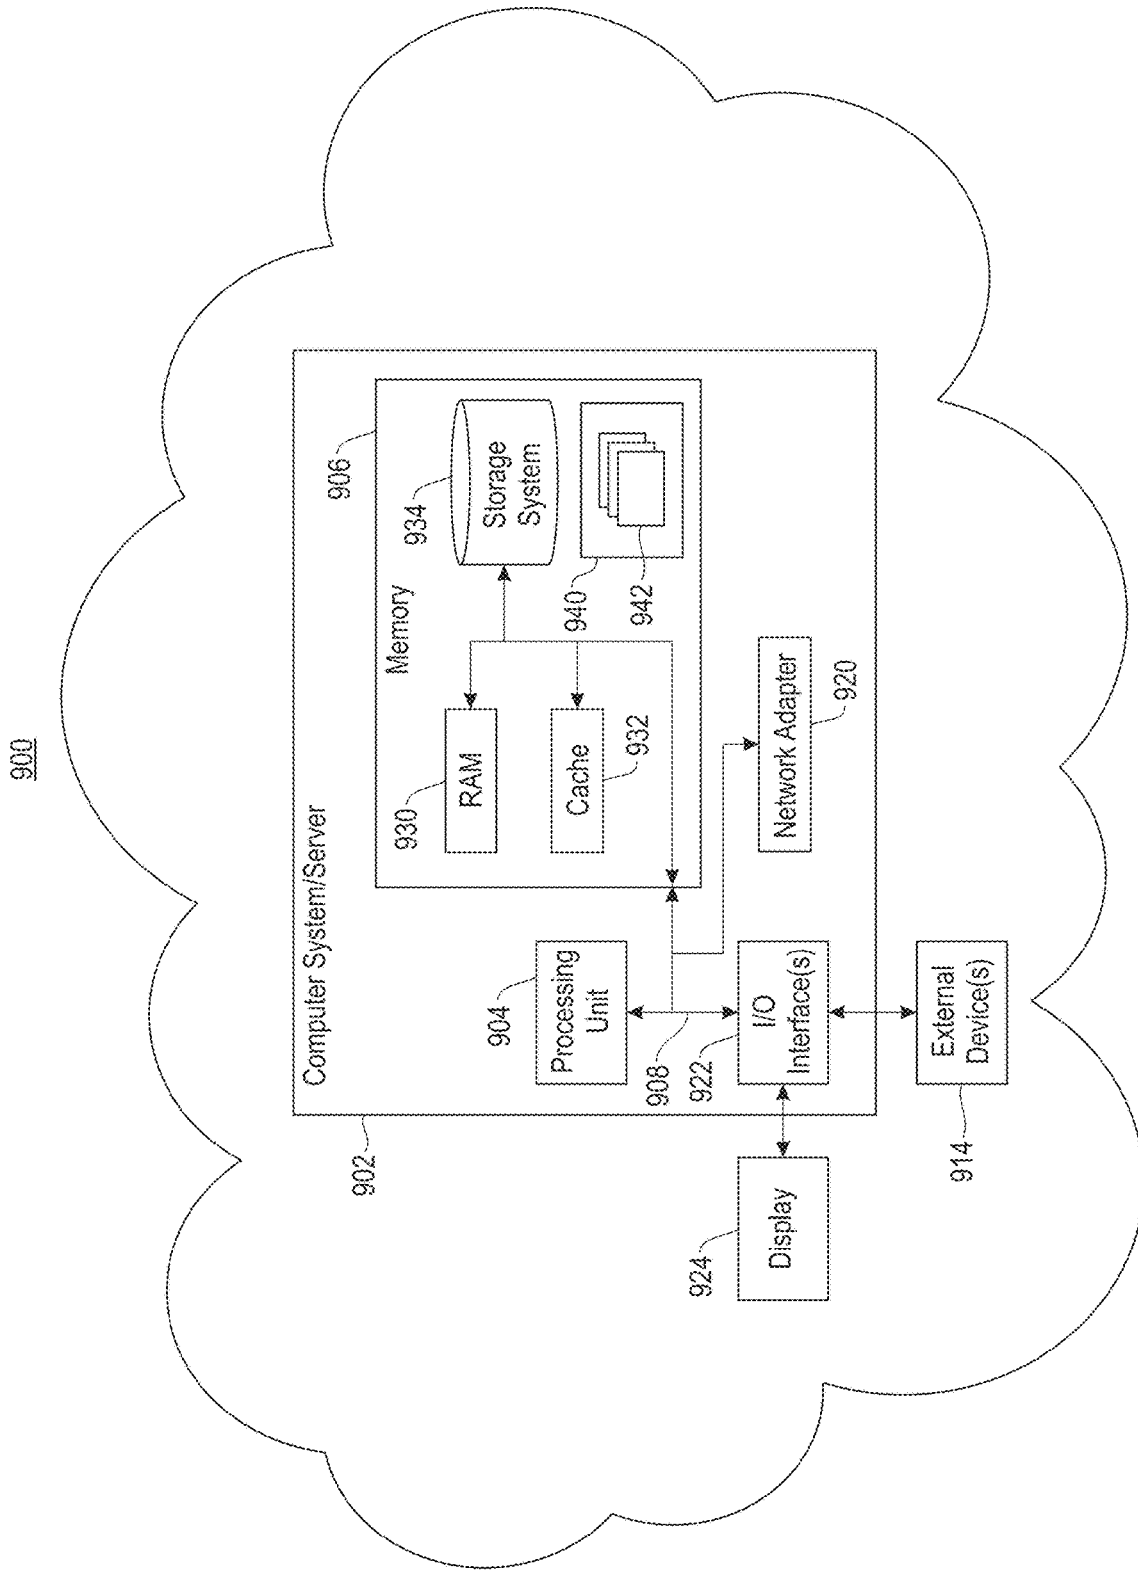 900
Computer System/Server
902
906
Memory
930
RAM
934
Storage
System
932
Cache
940
942
904
Processing
Unit
908
922
I/O
Interface(s)
920
Network Adapter
924
Display
914
External
Device(s)